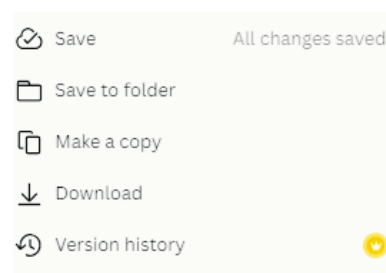 Save All changes saved
Save to folder
Make a copy
Download
Version history